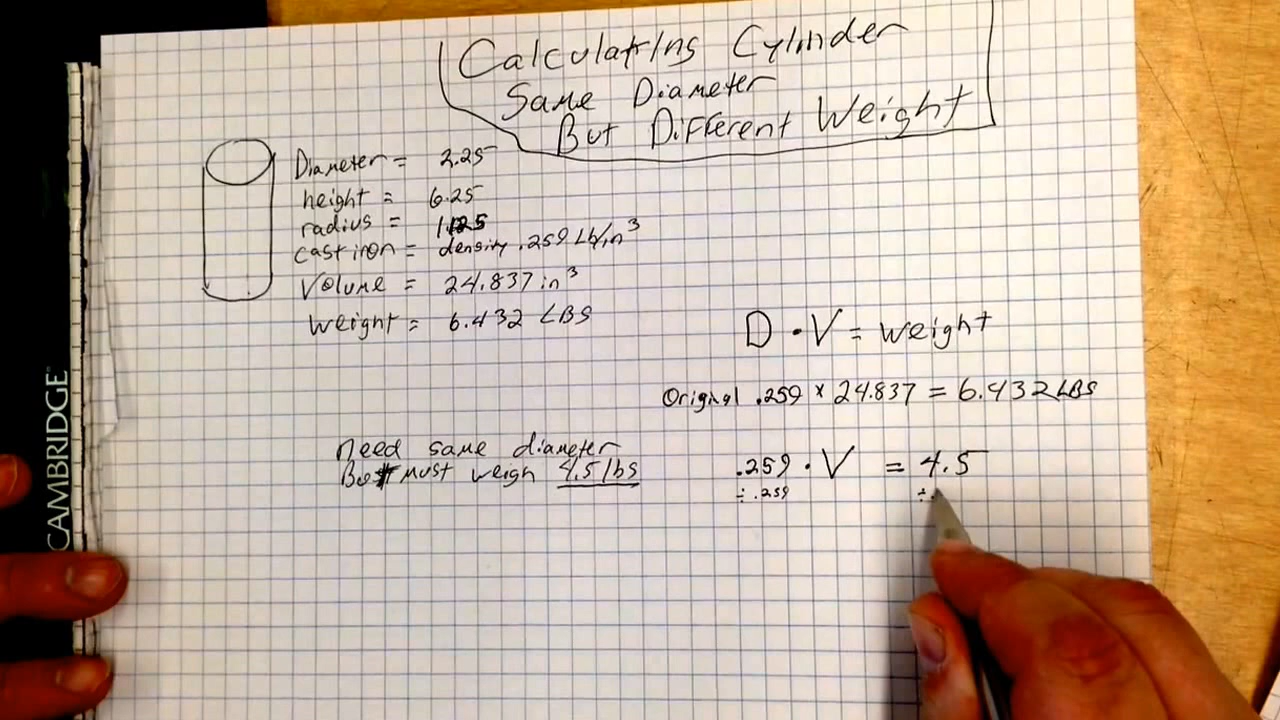 Calculating Cylinder
Same Diameter
But Different Weight
Diameter = 2.25
height = 6.25
radius = 1.125
cast iron = density .259 Lb/in³
Volume = 24.837 in³
weight = 6.432 LBS
D · V = weight
Original .259 x 24.837 = 6.432 LBS
Need same diameter
But must weigh 4.5 lbs
.259 · V = 4.5
÷ .259 ÷ .
CAMBRIDGE